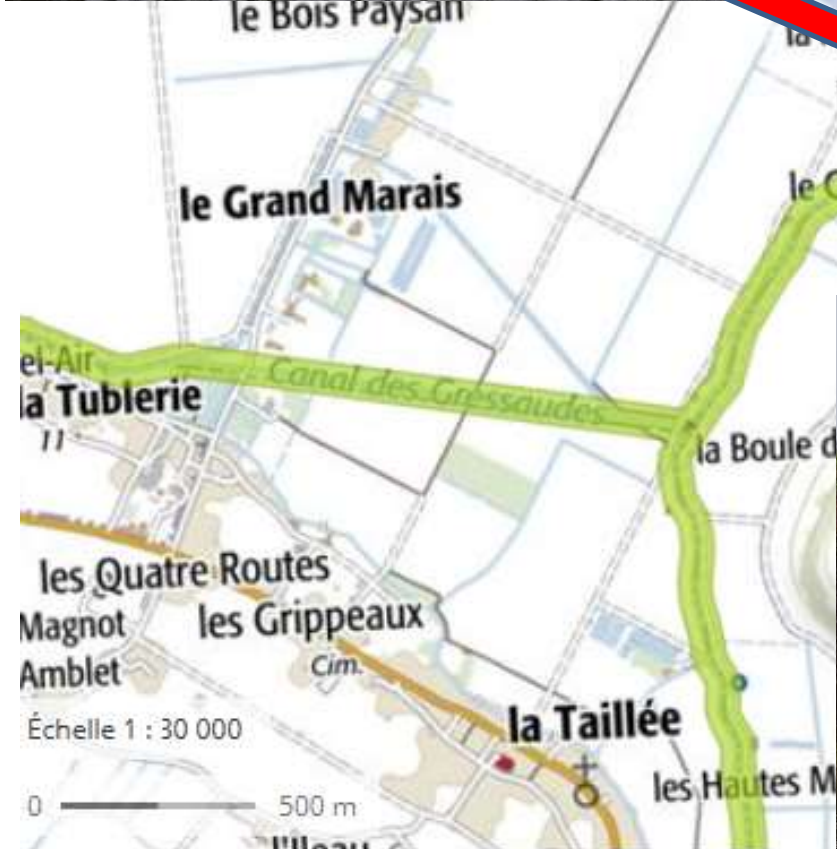 le Bois Paysan
le Grand Marais
Canal des Gressaudes
la Tublerie
11
la Boule
les Quatre Routes
les Grippeaux
Magnot
Amblet
Cim.
la Taillée
Échelle 1 : 30 000
les Hautes
0 500 m